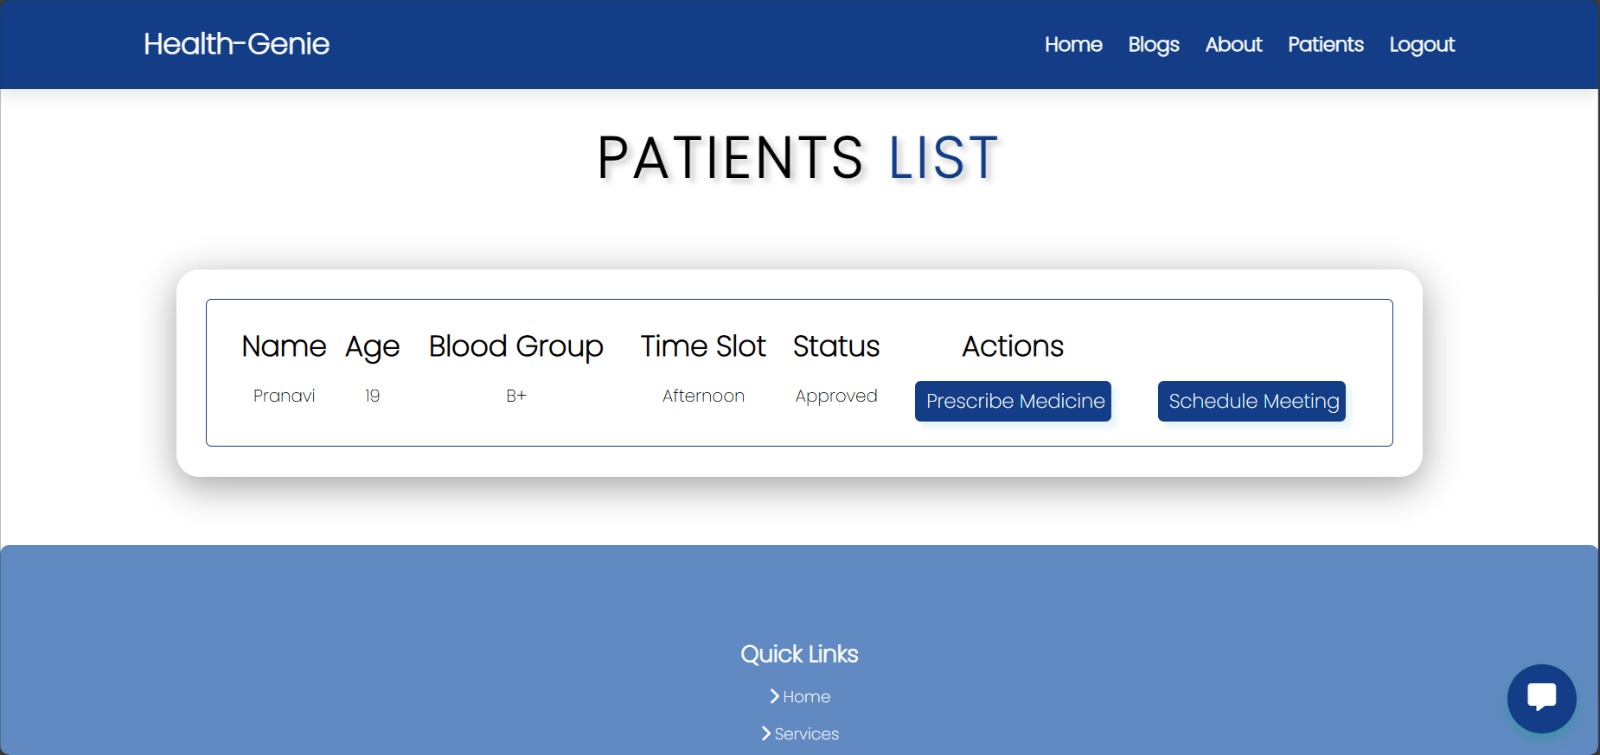 Health-Genie Home Blogs About Patients Logout
PATIENTS LIST
Name Age Blood Group Time Slot Status Actions
Pranavi 19 B+ Afternoon Approved Prescribe Medicine Schedule Meeting
Quick Links
Home
Services